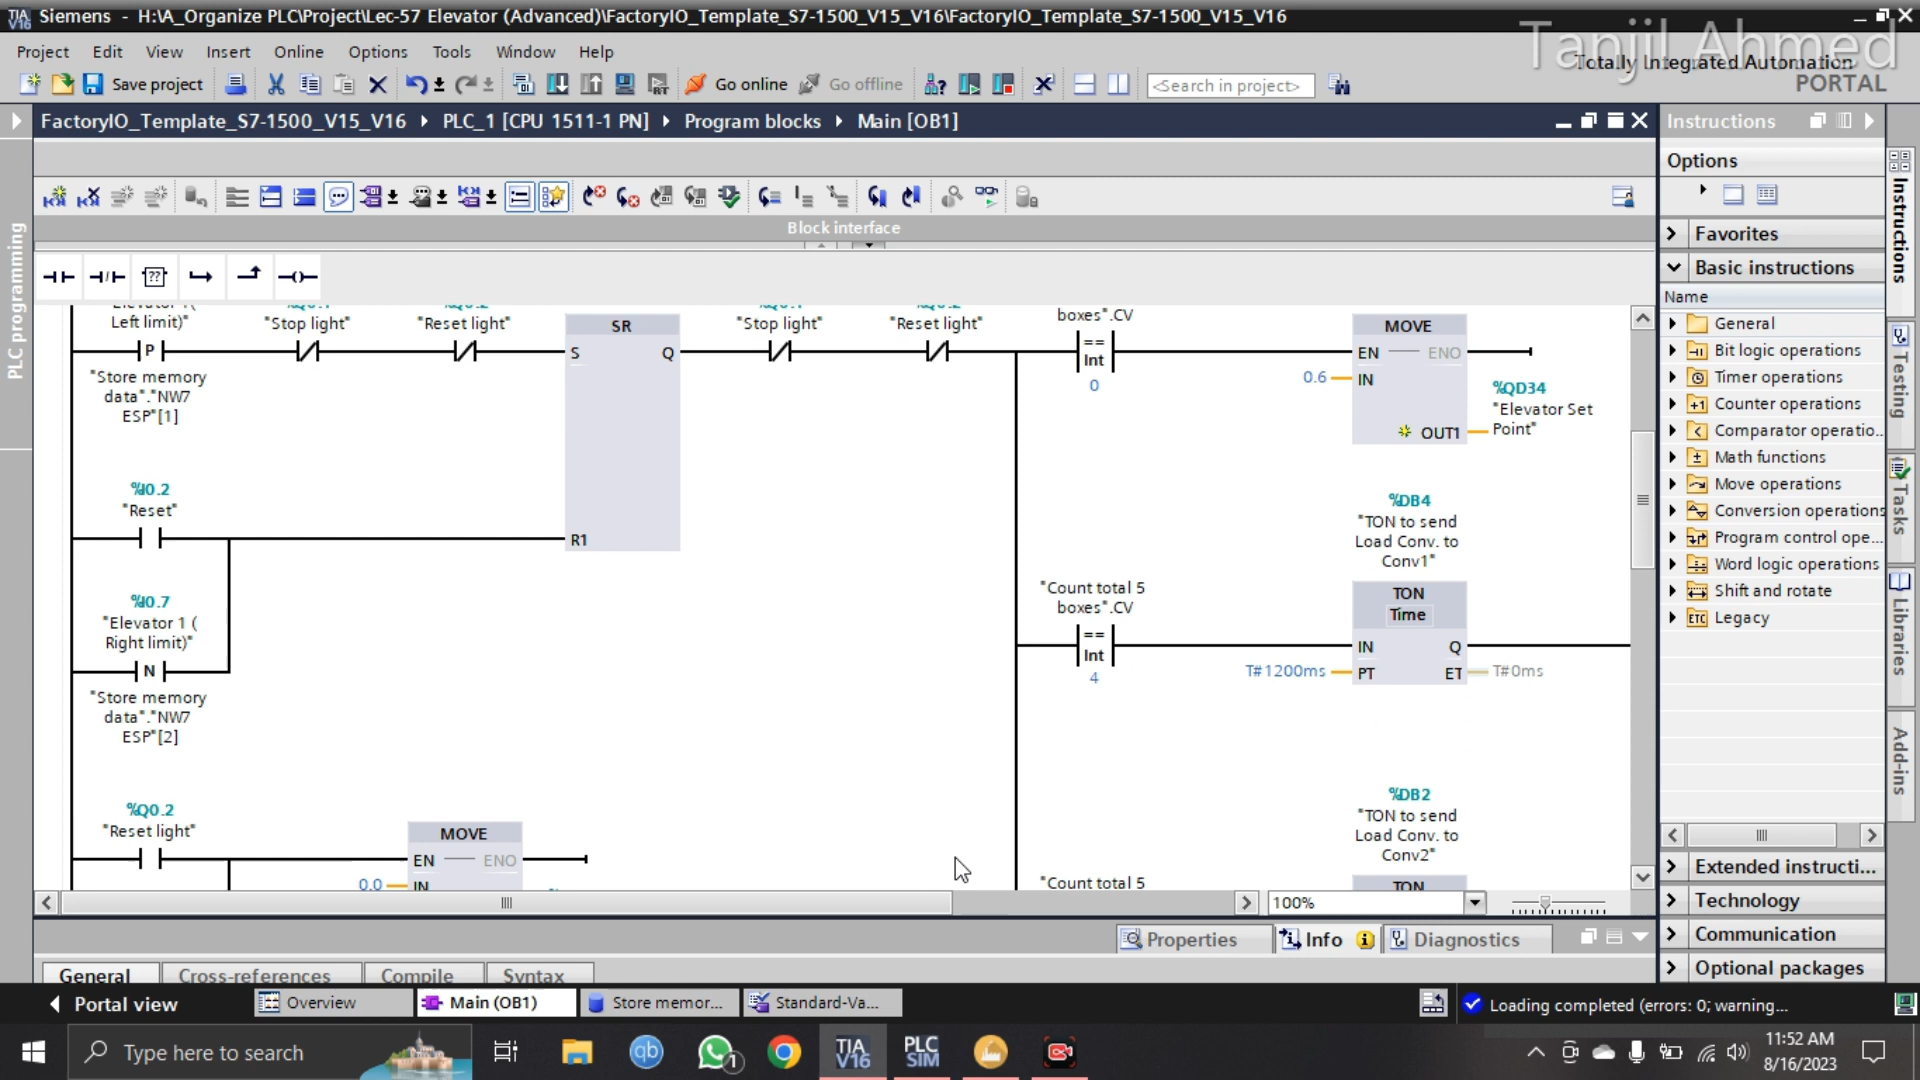 Siemens - H:\A_Organize PLC\Project\Lec-57 Elevator (Advanced)\FactoryIO_Template_S7-1500_V15_V16\FactoryIO_Template_S7-1500_V15_V16
Tanjil Ahmed
Project Edit View Insert Online Options Tools Window Help
Totally Integrated Automation
PORTAL
Save project
Go online
Go offline
<Search in project>
FactoryIO_Template_S7-1500_V15_V16 PLC_1 [CPU 1511-1 PN] Program blocks Main [OB1]
Instructions
Options
Block interface
PLC programming
Favorites
Basic instructions
Name
General
Bit logic operations
Timer operations
Counter operations
Comparator operatio...
Math functions
Move operations
Conversion operations
Program control ope...
Word logic operations
Shift and rotate
Legacy
Extended instructi...
Technology
Communication
Optional packages
Instructions
Testing
Tasks
Libraries
Add-ins
Left limit)"
"Stop light"
"Reset light"
P
"Store memory
data"."NW7
ESP"[1]
SR
S Q
R1
"Stop light"
"Reset light"
boxes".CV
==
Int
0
MOVE
EN ENO
0.6 IN
OUT1
%QD34
"Elevator Set
Point"
%I0.2
"Reset"
%I0.7
"Elevator 1 (
Right limit)"
N
"Store memory
data"."NW7
ESP"[2]
%DB4
"TON to send
Load Conv. to
Conv1"
"Count total 5
boxes".CV
==
Int
4
TON
Time
IN Q
T#1200ms PT ET T#0ms
%Q0.2
"Reset light"
MOVE
EN ENO
0.0 IN
%DB2
"TON to send
Load Conv. to
Conv2"
"Count total 5
TON
100%
Properties
Info
Diagnostics
General Cross-references Compile Syntax
Portal view
Overview
Main (OB1)
Store memor...
Standard-Va...
Loading completed (errors: 0; warning...
Type here to search
qb
1
TIA
V16
PLC
SIM
11:52 AM
8/16/2023